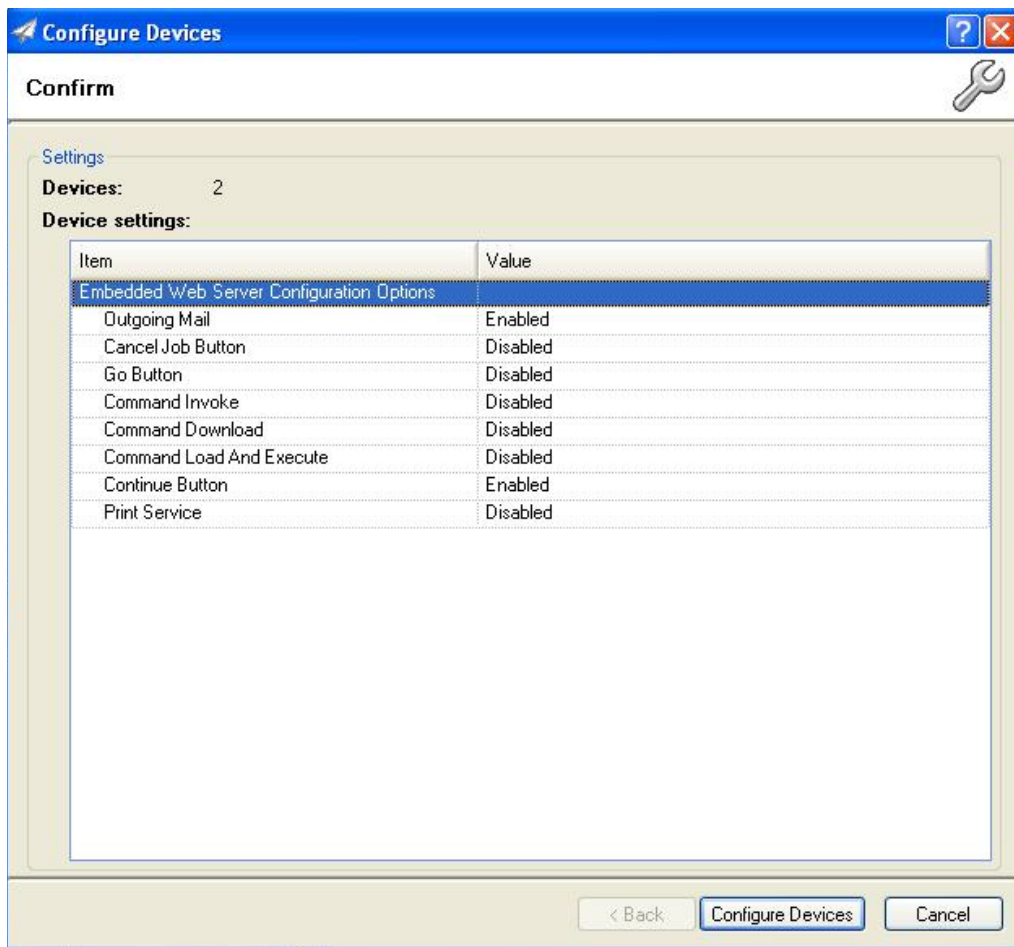 Configure Devices
Confirm
Settings
Devices: 2
Device settings:
Item Value
Embedded Web Server Configuration Options
Outgoing Mail Enabled
Cancel Job Button Disabled
Go Button Disabled
Command Invoke Disabled
Command Download Disabled
Command Load And Execute Disabled
Continue Button Enabled
Print Service Disabled
< Back Configure Devices Cancel